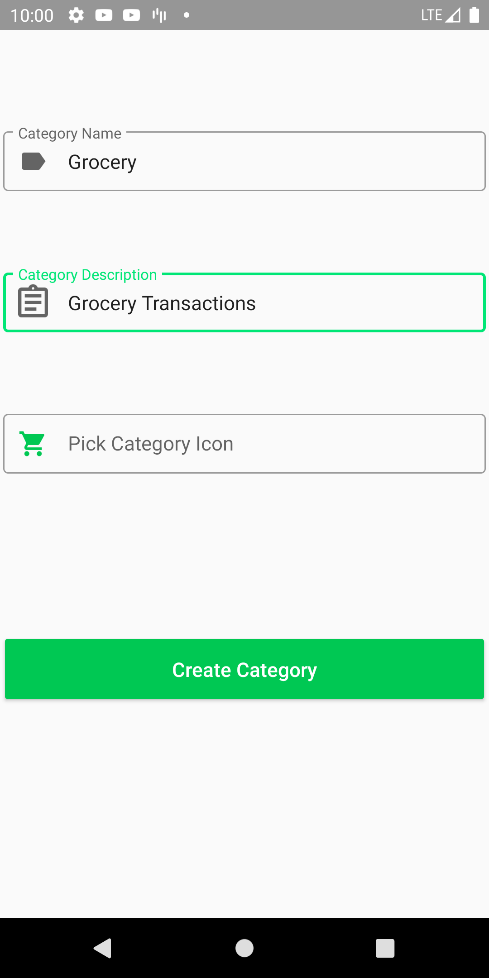 10:00
LTE
Category Name
Grocery
Category Description
Grocery Transactions
Pick Category Icon
Create Category